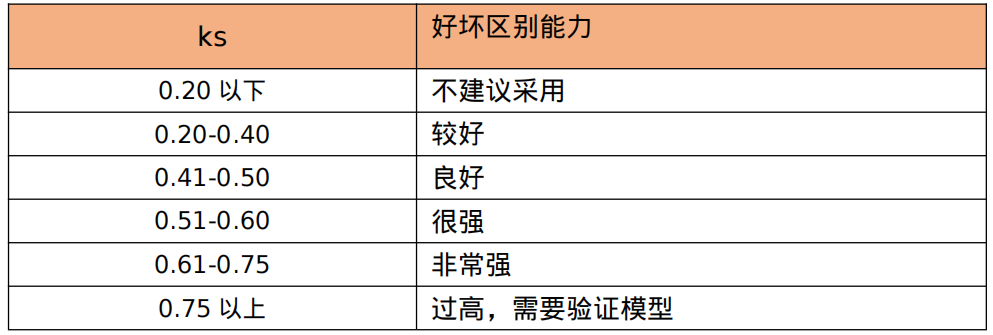 ks 好坏区别能力
0.20 以下 不建议采用
0.20-0.40 较好
0.41-0.50 良好
0.51-0.60 很强
0.61-0.75 非常强
0.75 以上 过高，需要验证模型